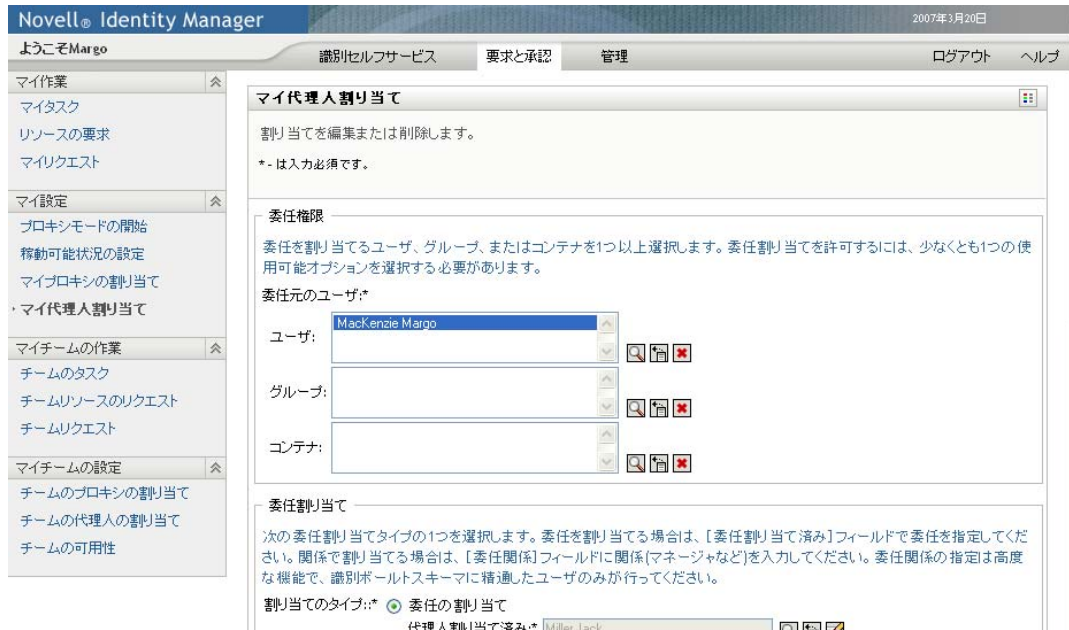 Novell® Identity Manager
2007年3月20日
ようこそMargo
識別セルフサービス 要求と承認 管理 ログアウト ヘルプ
マイ作業
マイタスク
リソースの要求
マイリクエスト
マイ設定
プロキシモードの開始
稼動可能状況の設定
マイプロキシの割り当て
マイ代理人割り当て
マイチームの作業
チームのタスク
チームリソースのリクエスト
チームリクエスト
マイチームの設定
チームのプロキシの割り当て
チームの代理人の割り当て
チームの可用性
マイ代理人割り当て
割り当てを編集または削除します。
*- は入力必須です。
委任権限
委任を割り当てるユーザ、グループ、またはコンテナを1つ以上選択します。委任割り当てを許可するには、少なくとも1つの使
用可能オプションを選択する必要があります。
委任元のユーザ:*
ユーザ: MacKenzie Margo
グループ:
コンテナ:
委任割り当て
次の委任割り当てタイプの1つを選択します。委任を割り当てる場合は、[委任割り当て済み]フィールドで委任を指定してくだ
さい。関係で割り当てる場合は、[委任関係]フィールドに関係(マネージャなど)を入力してください。委任関係の指定は高度
な機能で、識別ボールトスキーマに精通したユーザのみが行ってください。
割り当てのタイプ::* 委任の割り当て
代理人割り当て済み:* Miller Jack